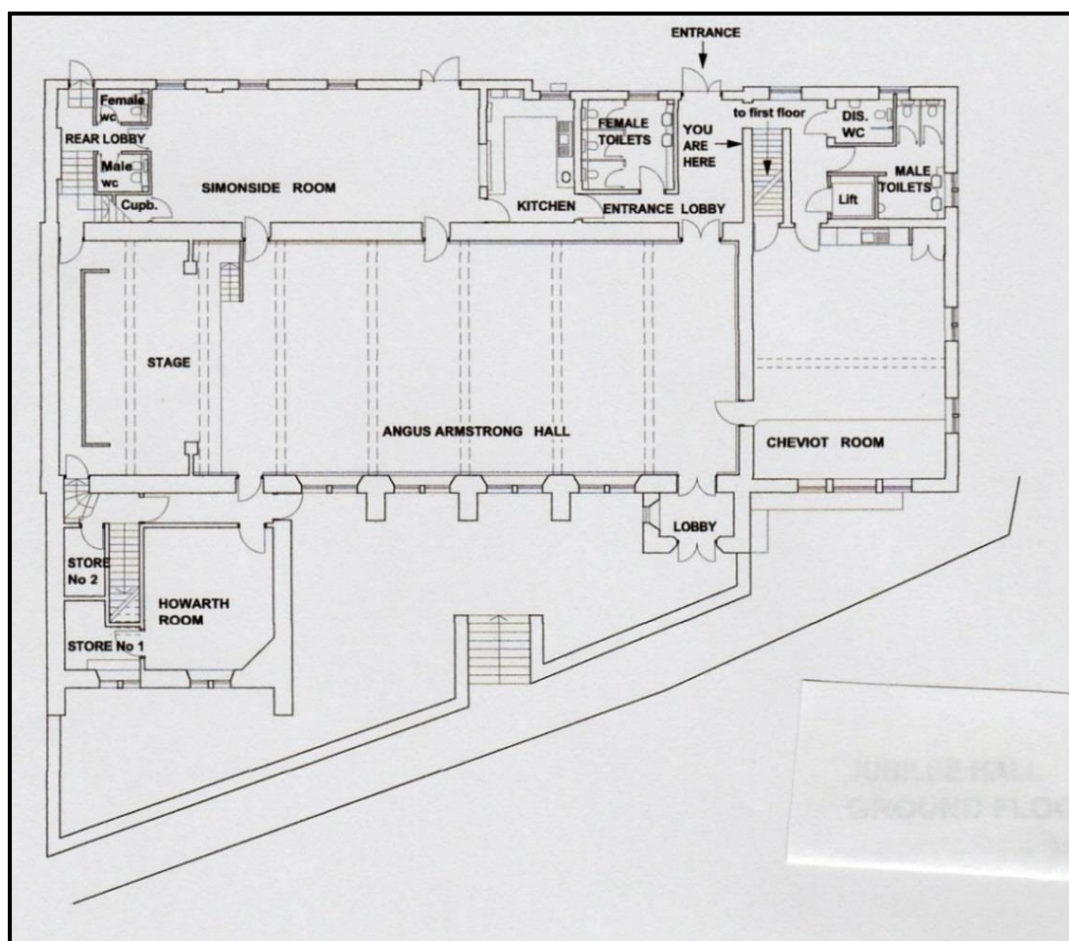 ENTRANCE
Female
wc
REAR LOBBY
Male
wc
Cupb.
SIMONSIDE ROOM
KITCHEN
FEMALE
TOILETS
ENTRANCE LOBBY
YOU
ARE
HERE
to first floor
DIS.
WC
MALE
TOILETS
Lift
STAGE
ANGUS ARMSTRONG HALL
CHEVIOT ROOM
LOBBY
STORE
No 2
HOWARTH
ROOM
STORE No 1
JUBILEE HALL
GROUND FLOO